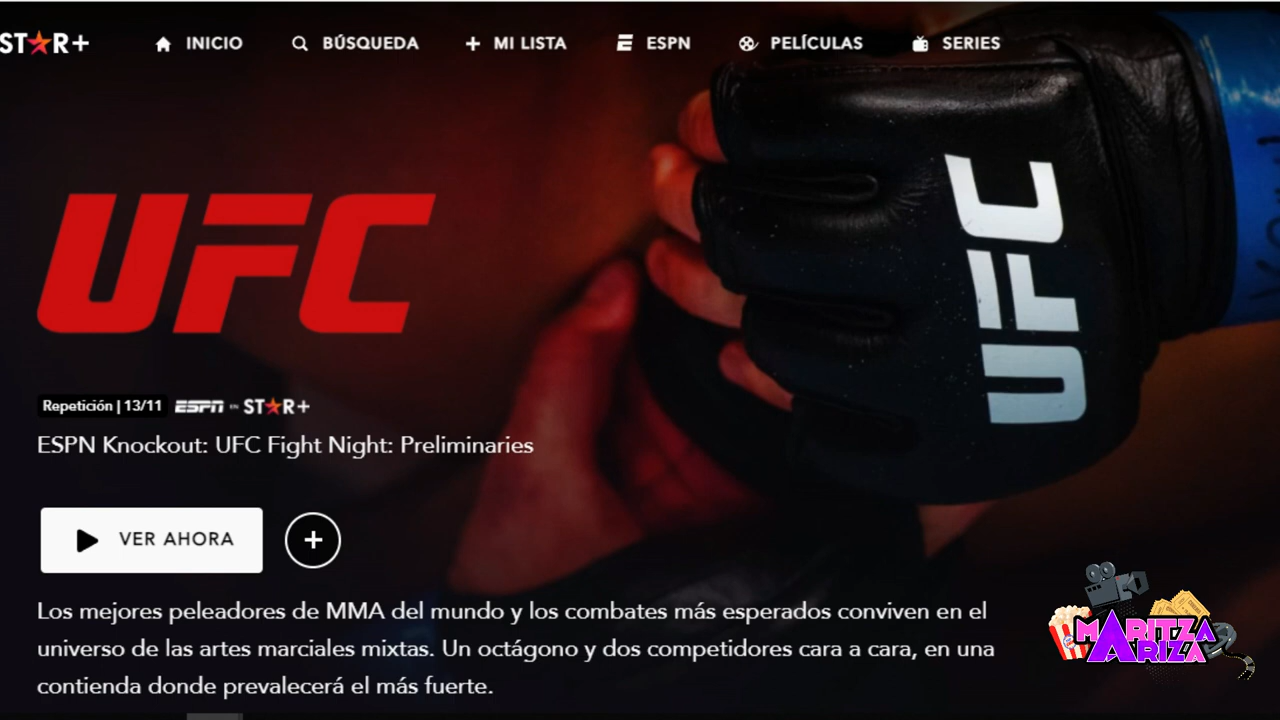 ST★R+
INICIO
BÚSQUEDA
MI LISTA
ESPN
PELÍCULAS
SERIES
UFC
UFC
Repetición | 13/11 ESPN EN ST★R+
ESPN Knockout: UFC Fight Night: Preliminaries
VER AHORA
Los mejores peleadores de MMA del mundo y los combates más esperados conviven en el
universo de las artes marciales mixtas. Un octágono y dos competidores cara a cara, en una
contienda donde prevalecerá el más fuerte.
MARITZA
ARIZA